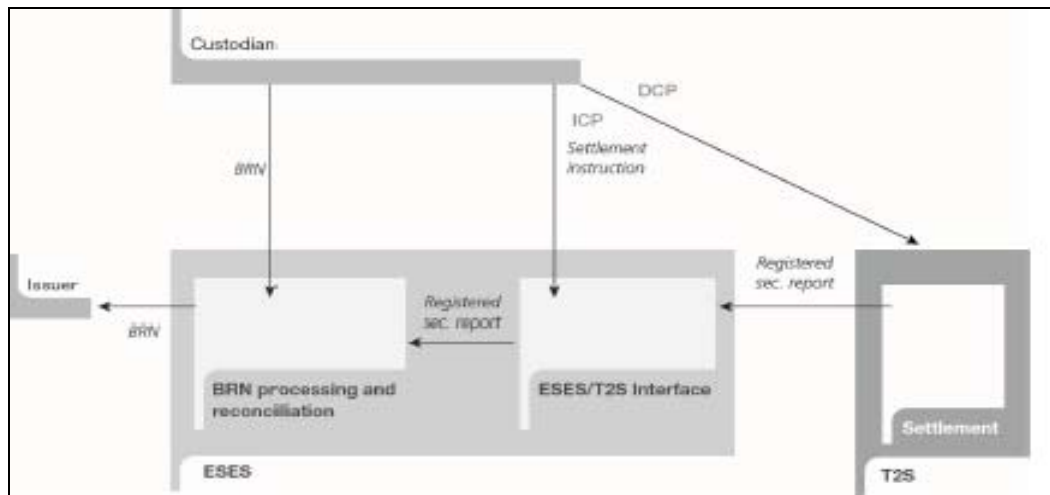 Custodian
DCP
ICP
Settlement
instruction
BRN
Registered
sec. report
Issuer
Registered
sec. report
BRN
BRN processing and
reconcilliation
ESES/T2S Interface
Settlement
ESES
T2S